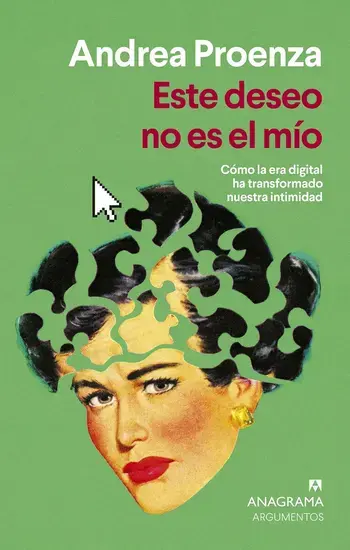 Andrea Proenza
Este deseo
no es el mío
Cómo la era digital
ha transformado
nuestra intimidad
ANAGRAMA
ARGUMENTOS